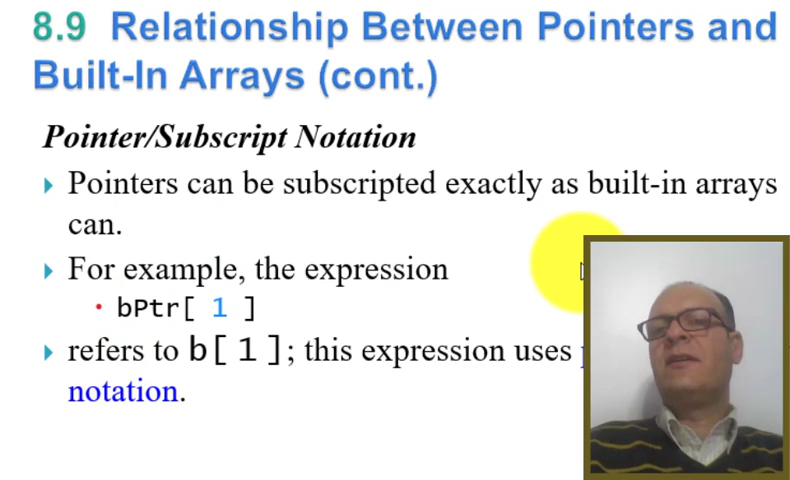 8.9 Relationship Between Pointers and
Built-In Arrays (cont.)
Pointer/Subscript Notation
Pointers can be subscripted exactly as built-in arrays
can.
For example, the expression
bPtr[ 1 ]
refers to b[ 1 ]; this expression uses
notation.